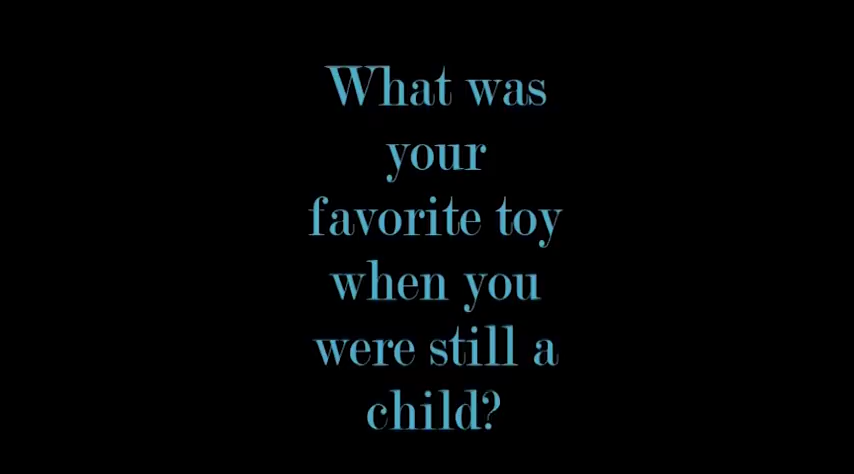 What was
your
favorite toy
when you
were still a
child?